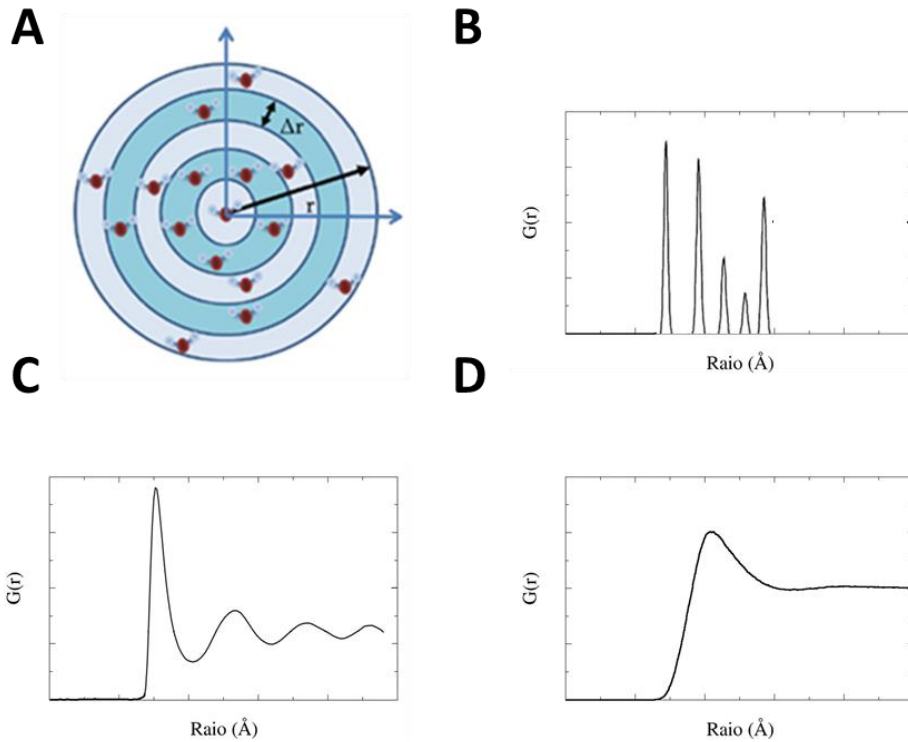 A
B
Δr
r
G(r)
Raio (Å)
C
D
G(r)
Raio (Å)
G(r)
Raio (Å)